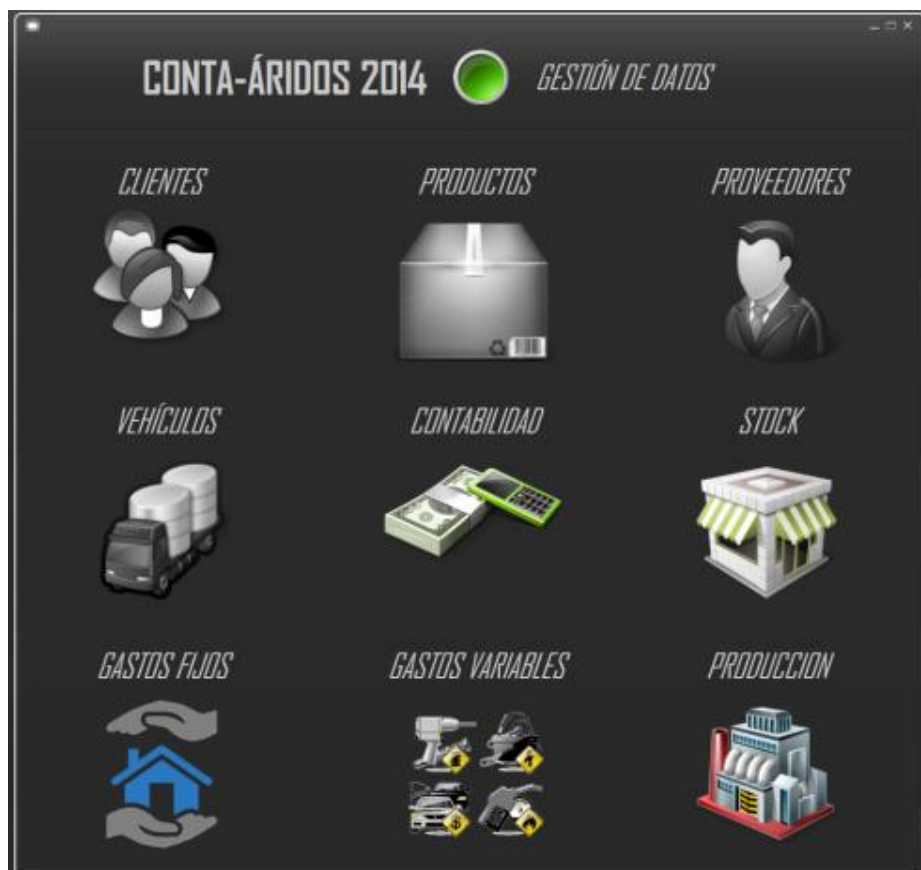 CONTA-ÁRIDOS 2014 GESTIÓN DE DATOS
CLIENTES PRODUCTOS PROVEEDORES
VEHÍCULOS CONTABILIDAD STOCK
GASTOS FIJOS GASTOS VARIABLES PRODUCCION